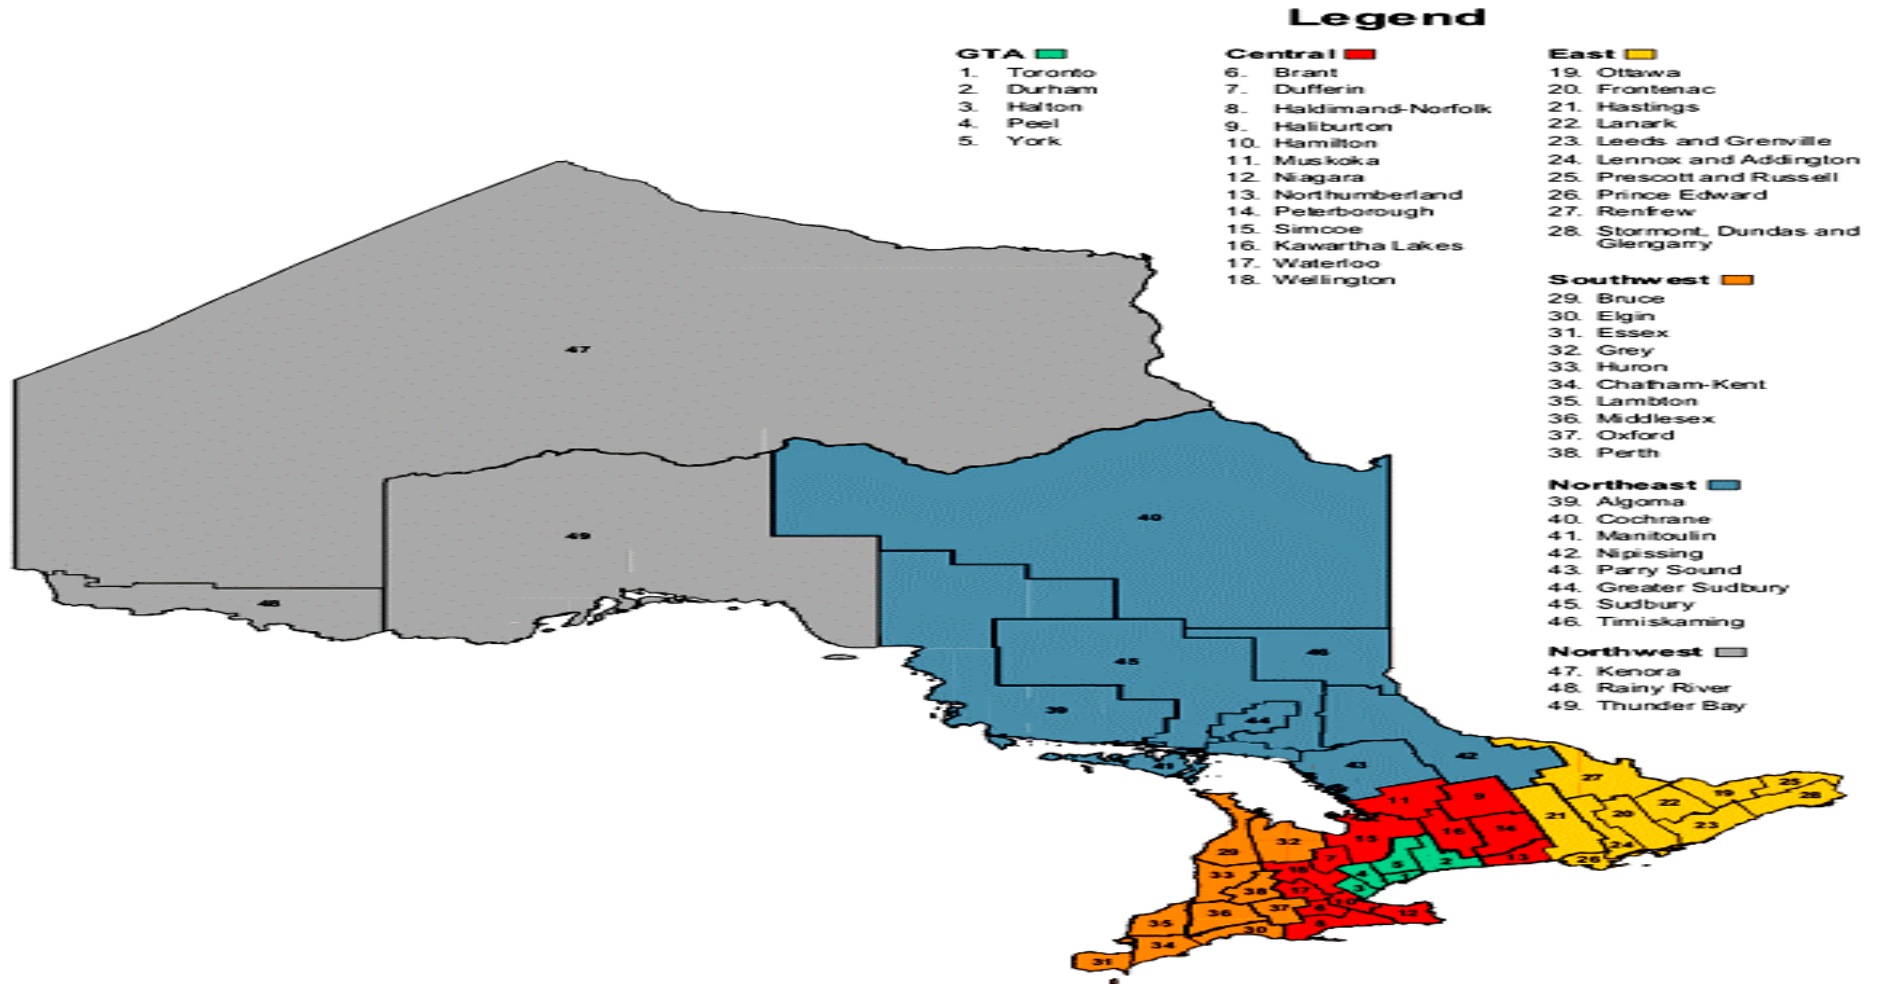 Legend
GTA
1. Toronto
2. Durham
3. Halton
4. Peel
5. York
Central
6. Brant
7. Dufferin
8. Haldimand-Norfolk
9. Haliburton
10. Hamilton
11. Muskoka
12. Niagara
13. Northumberland
14. Peterborough
15. Simcoe
16. Kawartha Lakes
17. Waterloo
18. Wellington
East
19. Ottawa
20. Frontenac
21. Hastings
22. Lanark
23. Leeds and Grenville
24. Lennox and Addington
25. Prescott and Russell
26. Prince Edward
27. Renfrew
28. Stormont, Dundas and
Glengarry
Southwest
29. Bruce
30. Elgin
31. Essex
32. Grey
33. Huron
34. Chatham-Kent
35. Lambton
36. Middlesex
37. Oxford
38. Perth
Northeast
39. Algoma
40. Cochrane
41. Manitoulin
42. Nipissing
43. Parry Sound
44. Greater Sudbury
45. Sudbury
46. Timiskaming
Northwest
47. Kenora
48. Rainy River
49. Thunder Bay
47
40
49
48
45
46
39
44
41
43
42
27
25
11
9
22
19
28
21
20
23
15
16
14
24
29
32
7
5
2
13
26
33
18
4
38
17
3
10
35
36
37
6
12
34
30
8
31